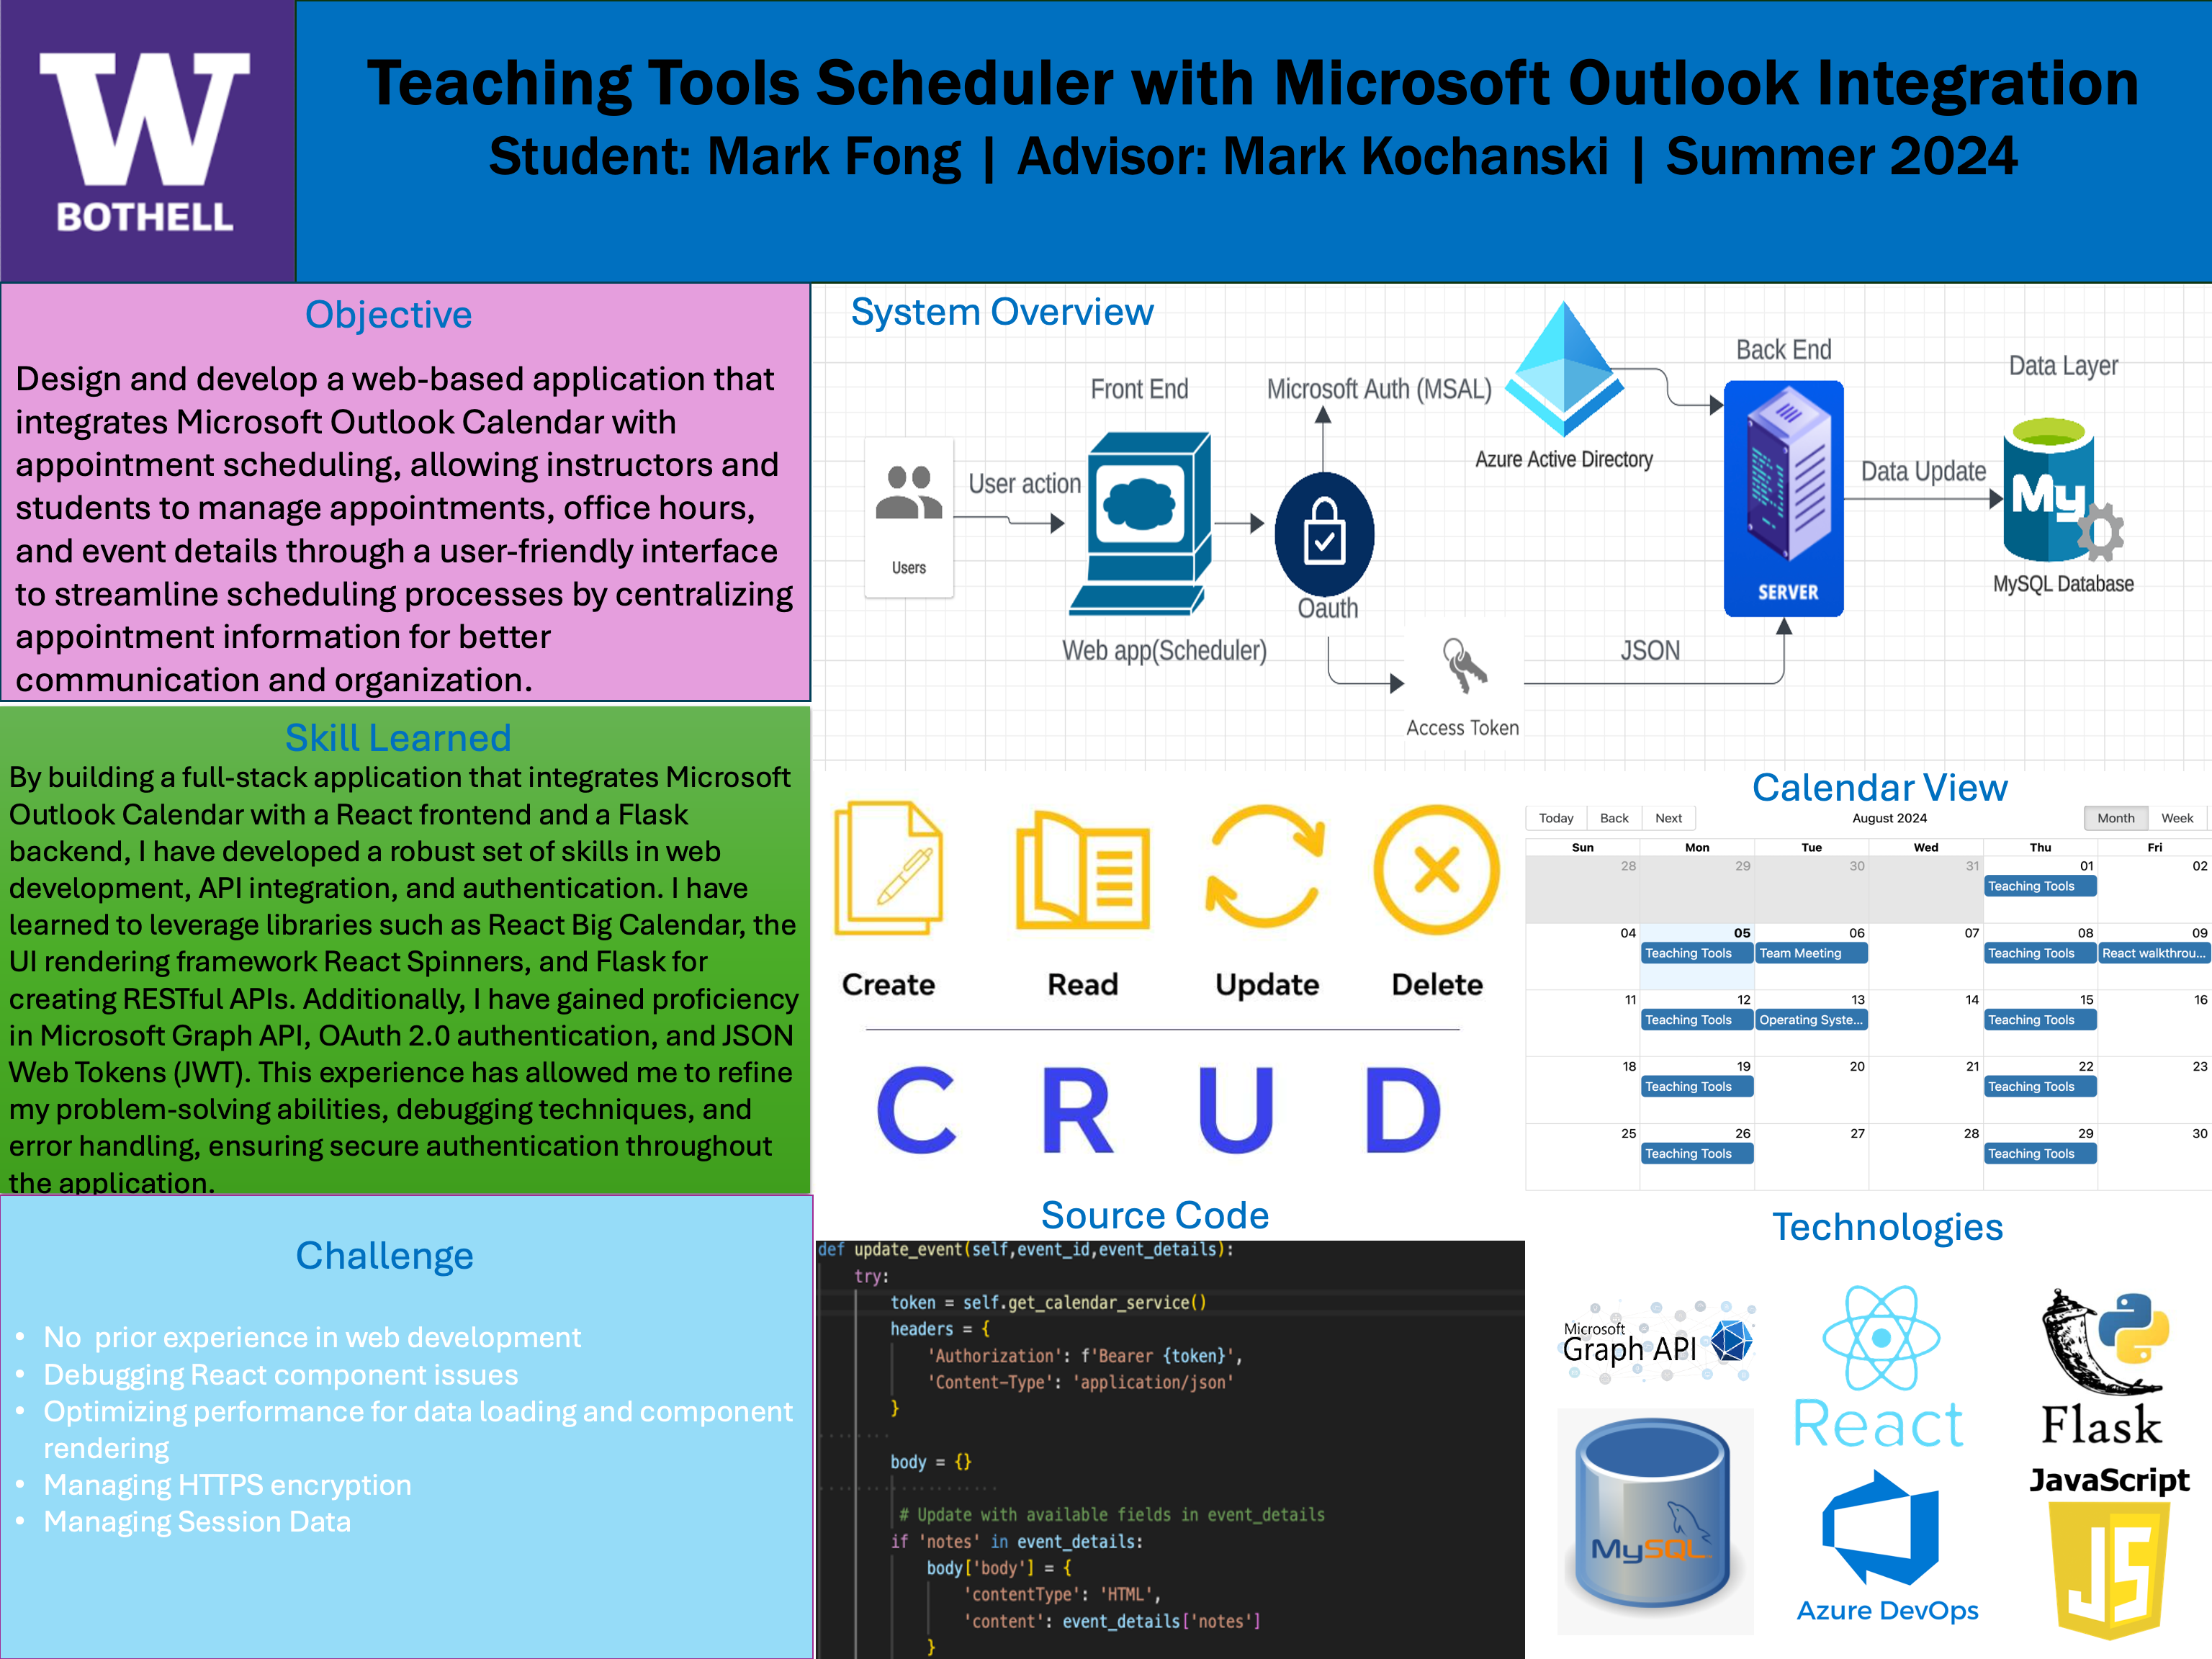 W
BOTHELL
Teaching Tools Scheduler with Microsoft Outlook Integration
Student: Mark Fong | Advisor: Mark Kochanski | Summer 2024
Objective
Design and develop a web-based application that
integrates Microsoft Outlook Calendar with
appointment scheduling, allowing instructors and
students to manage appointments, office hours,
and event details through a user-friendly interface
to streamline scheduling processes by centralizing
appointment information for better
communication and organization.
Skill Learned
By building a full-stack application that integrates Microsoft
Outlook Calendar with a React frontend and a Flask
backend, I have developed a robust set of skills in web
development, API integration, and authentication. I have
learned to leverage libraries such as React Big Calendar, the
UI rendering framework React Spinners, and Flask for
creating RESTful APIs. Additionally, I have gained proficiency
in Microsoft Graph API, OAuth 2.0 authentication, and JSON
Web Tokens (JWT). This experience has allowed me to refine
my problem-solving abilities, debugging techniques, and
error handling, ensuring secure authentication throughout
the application.
Challenge
• No  prior experience in web development
• Debugging React component issues
• Optimizing performance for data loading and component
rendering
• Managing HTTPS encryption
• Managing Session Data
System Overview
Users
User action
Front End
Web app(Scheduler)
Microsoft Auth (MSAL)
Oauth
Access Token
Azure Active Directory
JSON
Back End
SERVER
Data Update
Data Layer
My
MySQL Database
Create Read Update Delete
C R U D
Calendar View
Today Back Next August 2024 Month Week
Sun Mon Tue Wed Thu Fri
28 29 30 31 01 02
Teaching Tools
04 05 06 07 08 09
Teaching Tools Team Meeting Teaching Tools React walkthrou...
11 12 13 14 15 16
Teaching Tools Operating Syste... Teaching Tools
18 19 20 21 22 23
Teaching Tools Teaching Tools
25 26 27 28 29 30
Teaching Tools Teaching Tools
Source Code
def update_event(self,event_id,event_details):
try:
token = self.get_calendar_service()
headers = {
'Authorization': f'Bearer {token}',
'Content-Type': 'application/json'
}
body = {}
# Update with available fields in event_details
if 'notes' in event_details:
body['body'] = {
'contentType': 'HTML',
'content': event_details['notes']
}
Technologies
Microsoft
Graph API
React
Flask
MySQL
Azure DevOps
JavaScript
JS